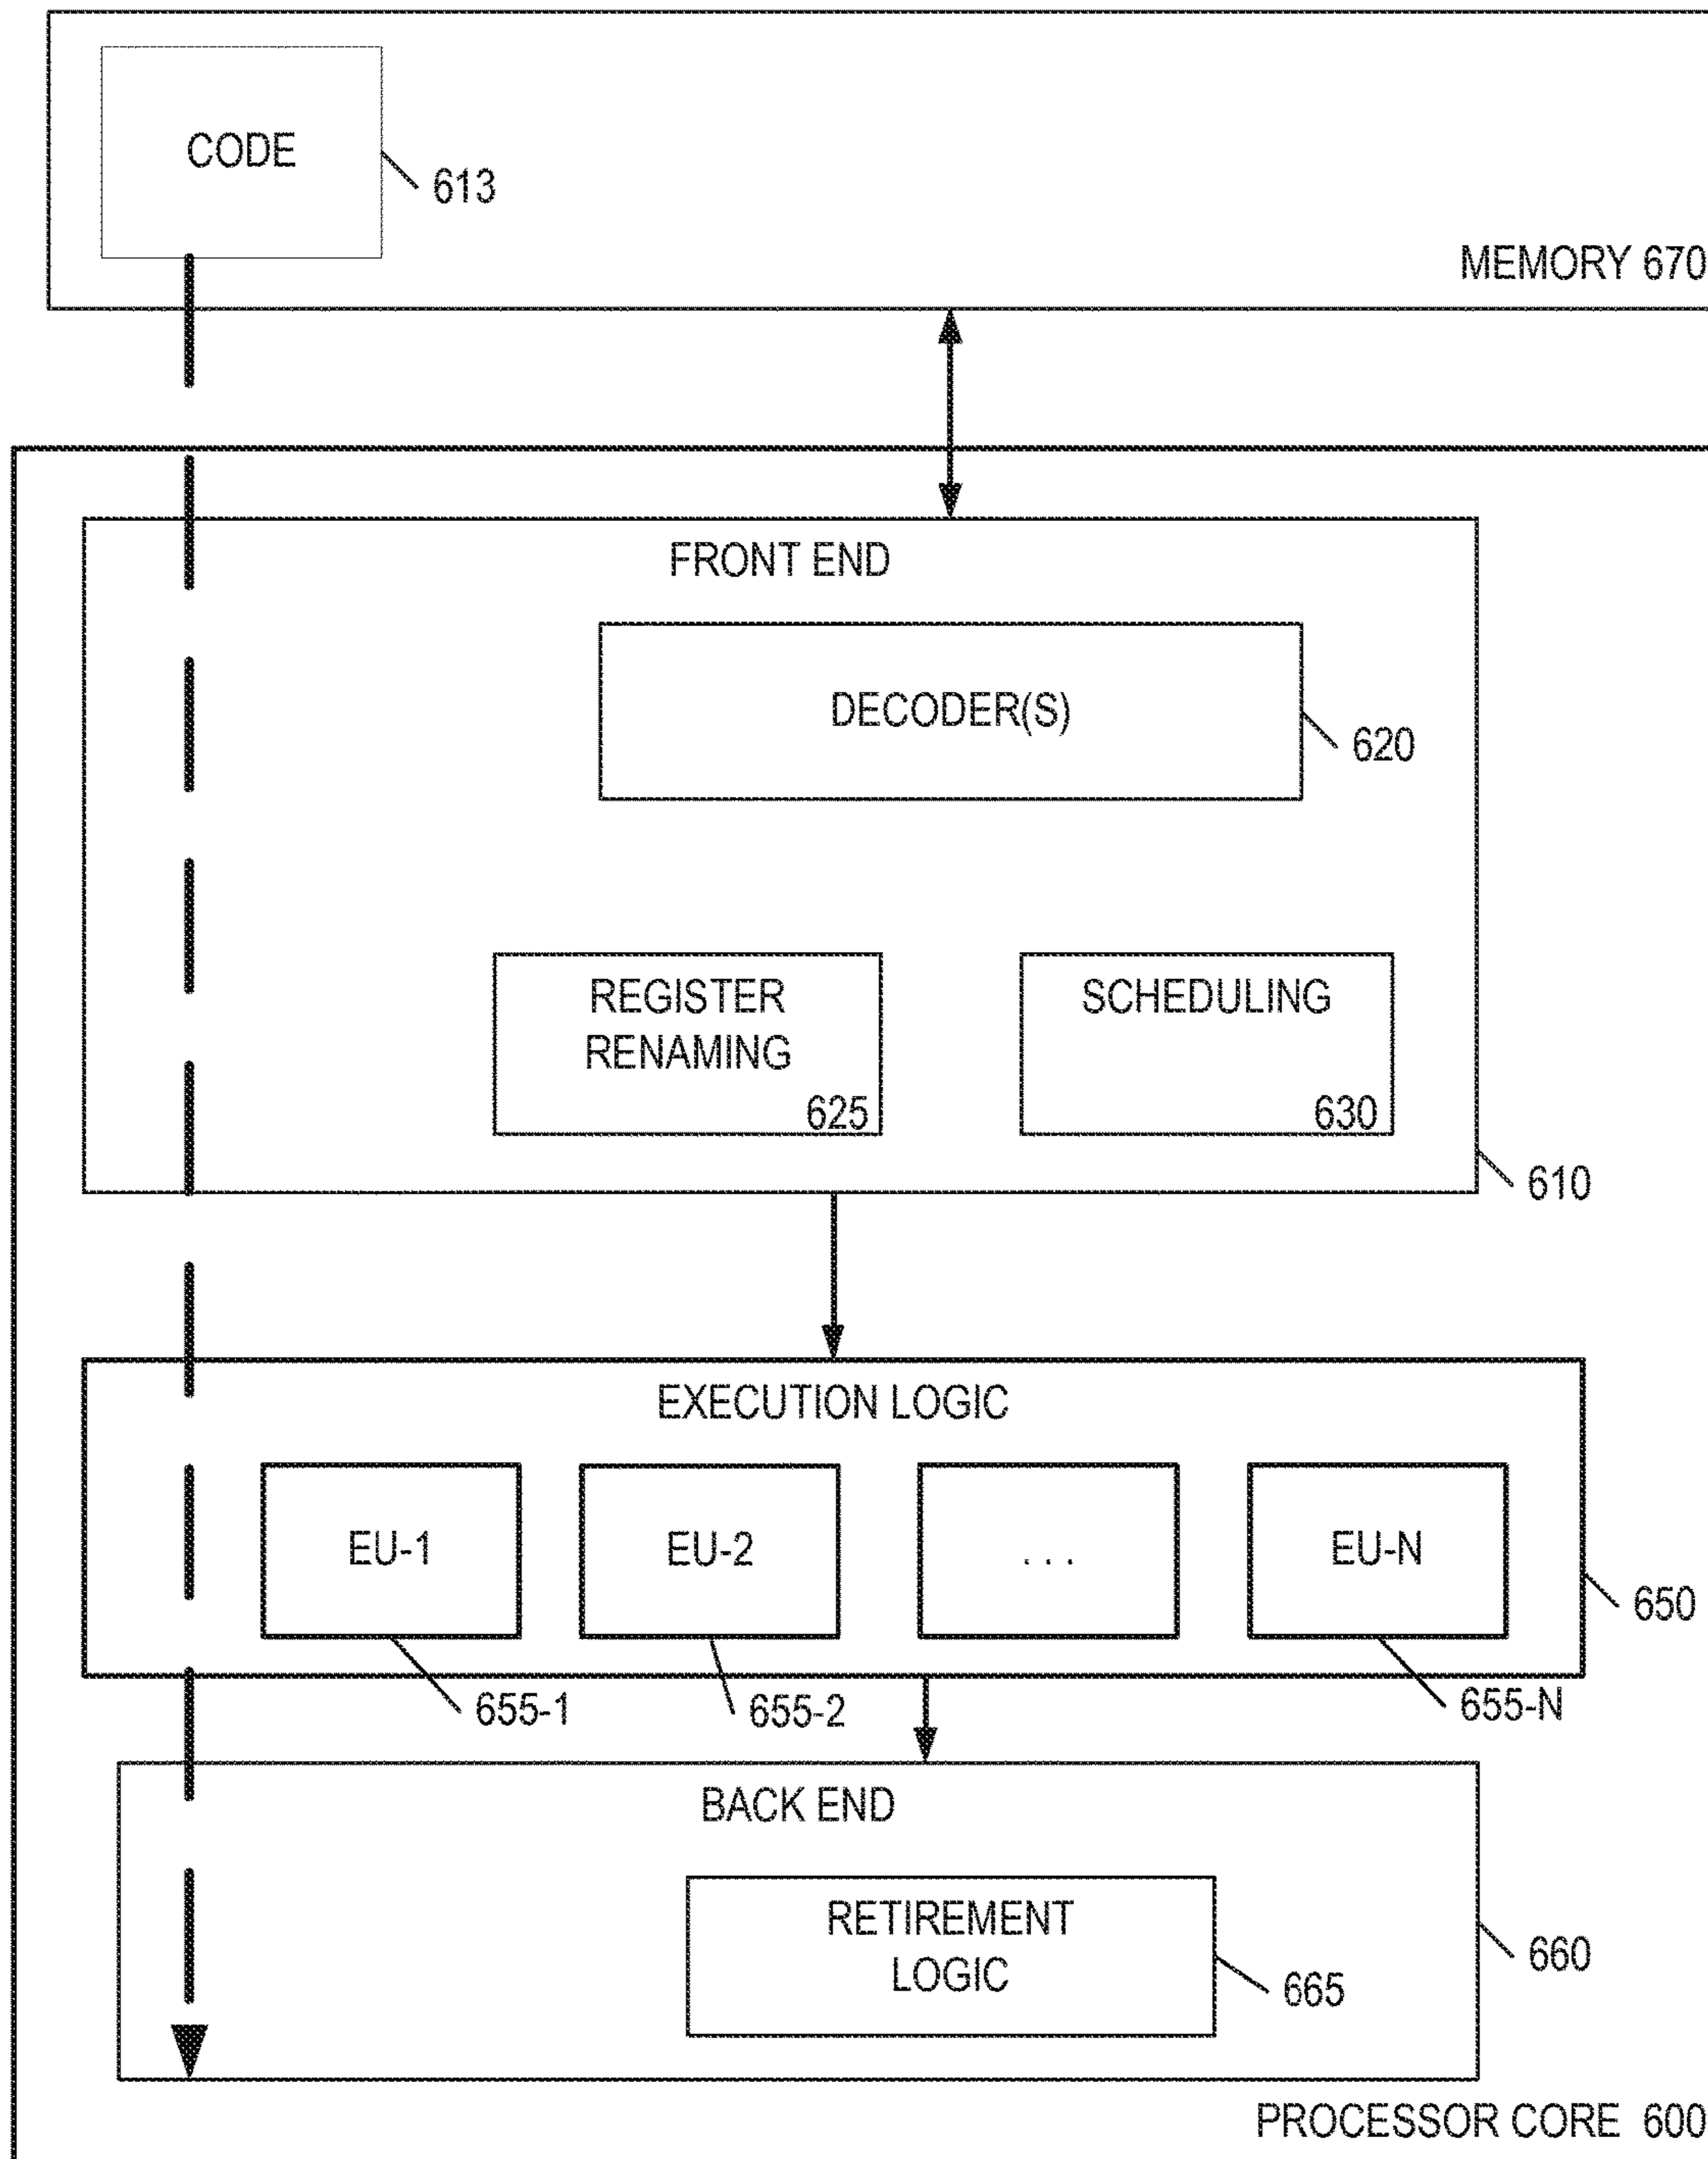 CODE
613
MEMORY 670
FRONT END
DECODER(S)
620
REGISTER
RENAMING
625
SCHEDULING
630
610
EXECUTION LOGIC
EU-1
EU-2
. . .
EU-N
650
655-1
655-2
655-N
BACK END
RETIREMENT
LOGIC
665
660
PROCESSOR CORE 600